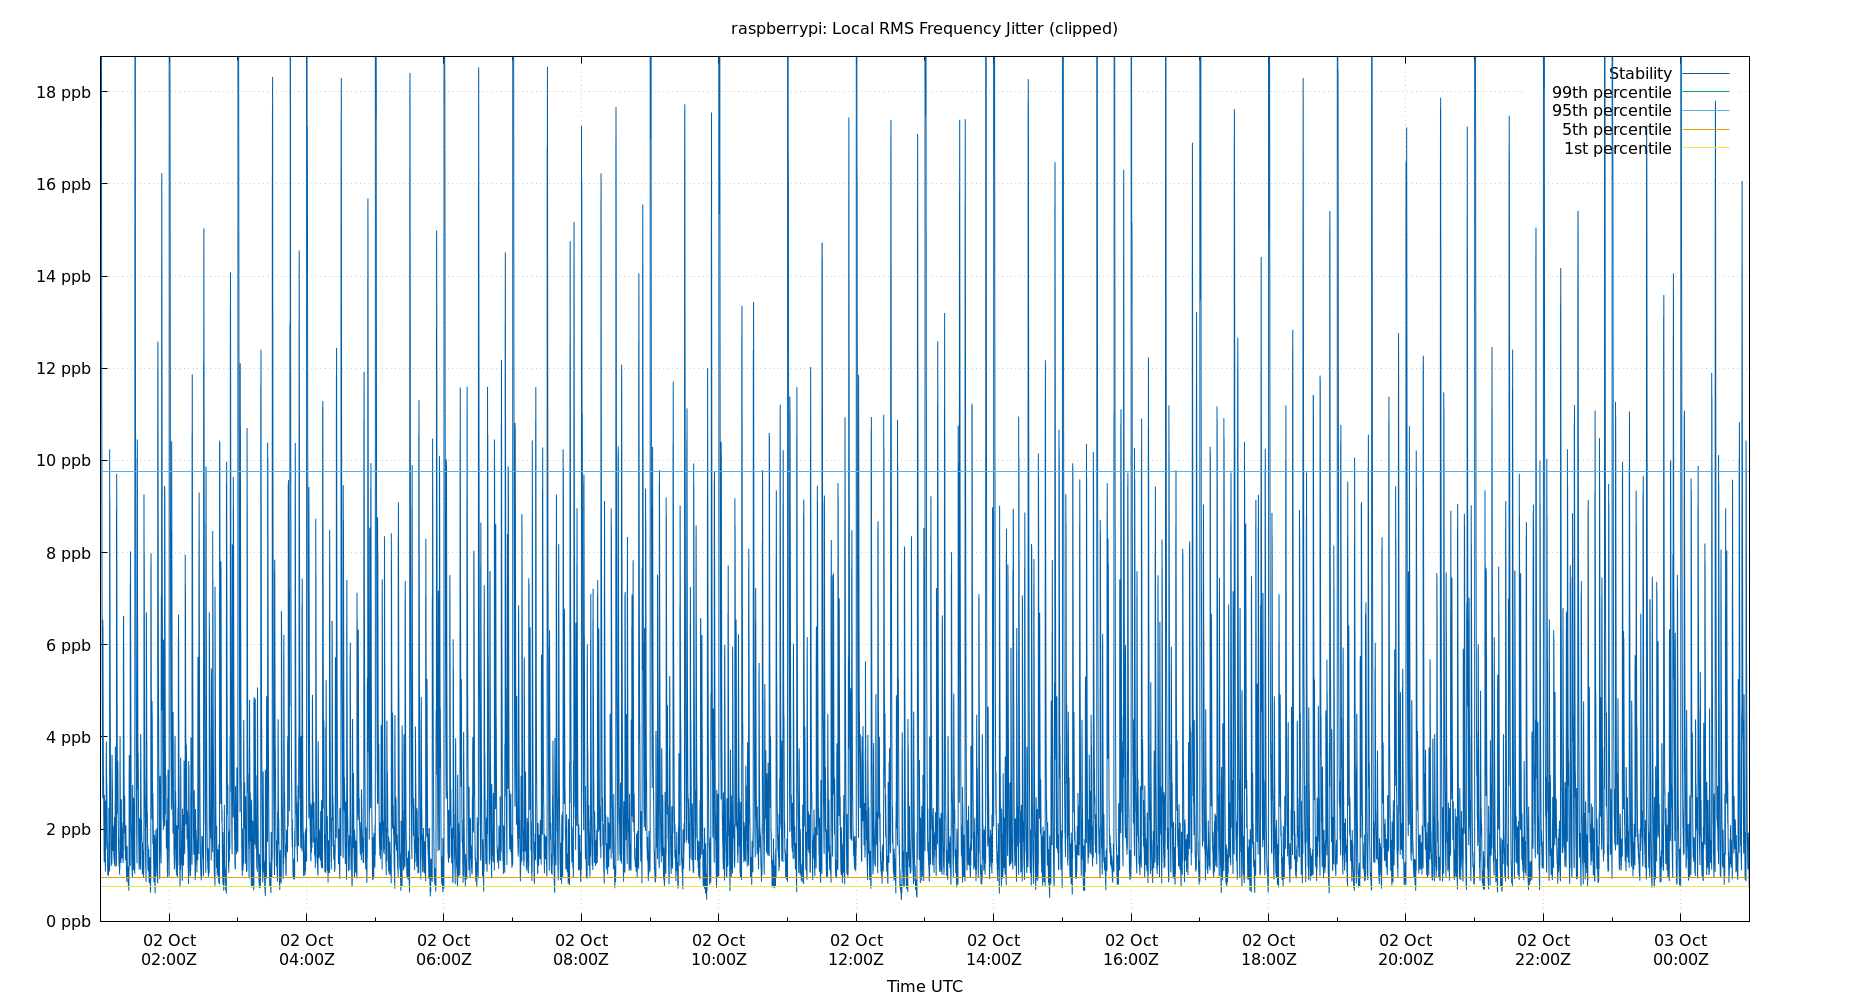 raspberrypi: Local RMS Frequency Jitter (clipped)
Stability
99th percentile
95th percentile
5th percentile
1st percentile
18 ppb
16 ppb
14 ppb
12 ppb
10 ppb
8 ppb
6 ppb
4 ppb
2 ppb
0 ppb
02 Oct 02 Oct 02 Oct 02 Oct 02 Oct 02 Oct 02 Oct 02 Oct 02 Oct 02 Oct 02 Oct 03 Oct
02:00Z 04:00Z 06:00Z 08:00Z 10:00Z 12:00Z 14:00Z 16:00Z 18:00Z 20:00Z 22:00Z 00:00Z
Time UTC